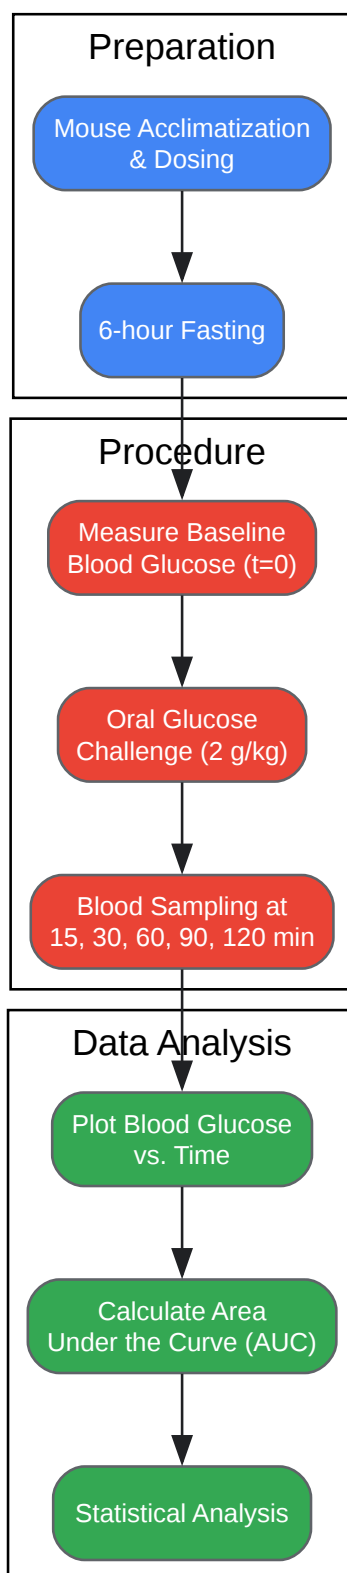 Preparation
Mouse Acclimatization
& Dosing
6-hour Fasting
Procedure
Measure Baseline
Blood Glucose (t=0)
Oral Glucose
Challenge (2 g/kg)
Blood Sampling at
15, 30, 60, 90, 120 min
Data Analysis
Plot Blood Glucose
vs. Time
Calculate Area
Under the Curve (AUC)
Statistical Analysis